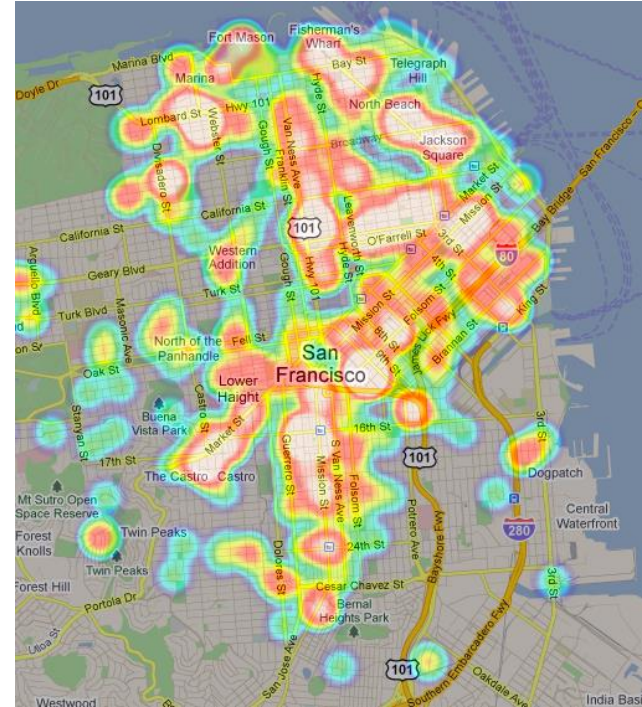 Fort Mason
Fisherman's
Wharf
Marina Blvd
Doyle Dr
Bay St
Telegraph
Hill
Marina
101
Hwy 101
Hyde St
Lombard St
North Beach
Webster St
Van Ness Ave
Broadway
Jackson
Square
Gough St
Franklin St
Divisadero St
Market St
Mission St
Bay Bridge - San Francisco -
California St
Leavenworth St
101
California St
O'Farrell St
3rd St
Western
Addition
Hyde St
Arguello Blvd
Geary Blvd
Gough St
Hwy 101
4th St
80
Turk St
Masonic Ave
Mission St
Folsom St
King St
Turk Blvd
8th St
9th St
James Lick Fwy
Brannan St
North of the
Panhandle
Fell St
on St
Oak St
San
Francisco
Lower
Haight
Castro St
Stanyan St
Buena
Vista Park
Market St
16th St
3rd St
17th St
Guerrero St
Mission St
S Van Ness Ave
Folsom St
101
The Castro
Castro
Dogpatch
Mt Sutro Open
Space Reserve
Potrero Ave
Bayshore Fwy
Central
Waterfront
Forest
Knolls
Twin Peaks
24th St
280
Twin Peaks
Dolores St
Cesar Chavez St
3rd St
Forest Hill
Portola Dr
Bernal
Heights Park
Ulloa St
San Jose Ave
101
Southern Embarcadero Fwy
Oakdale Ave
Westwood
India Basi